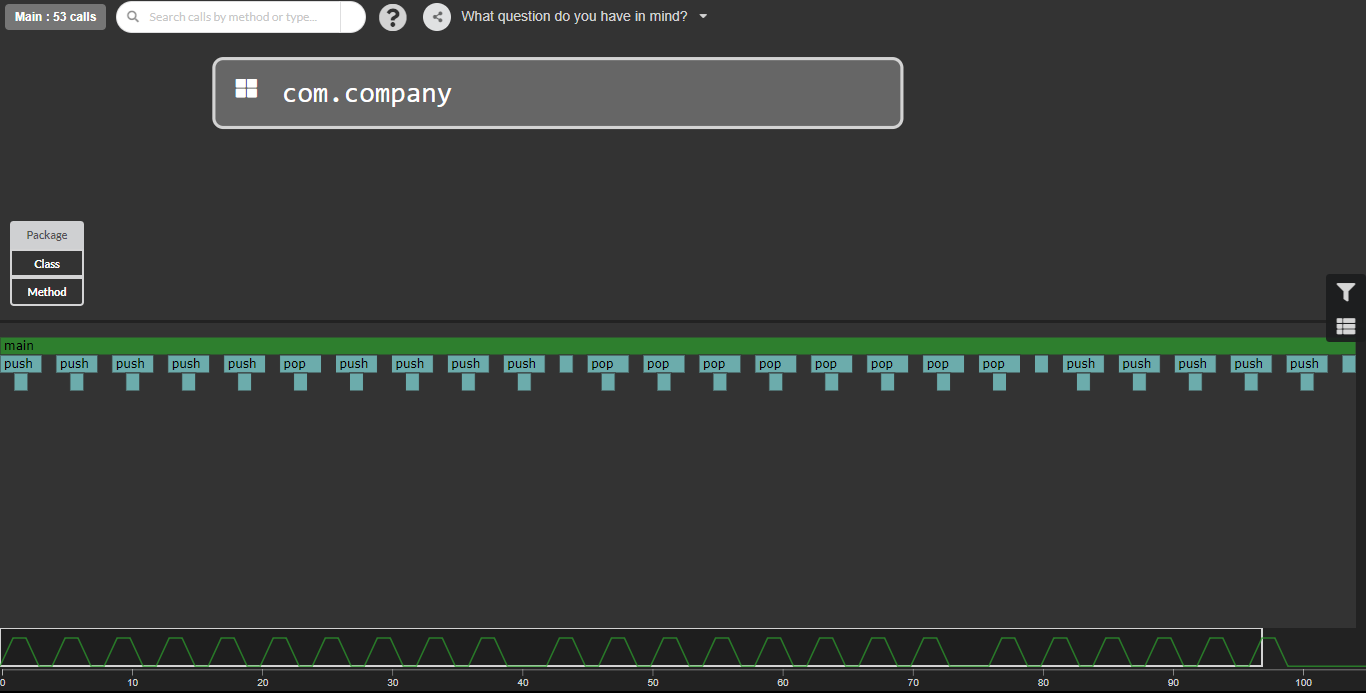 Main : 53 calls
Search calls by method or type...
?
What question do you have in mind?
com.company
Package
Class
Method
main
push push push push push pop push push push push pop pop pop pop pop pop pop pop push push push push push
0 10 20 30 40 50 60 70 80 90 100